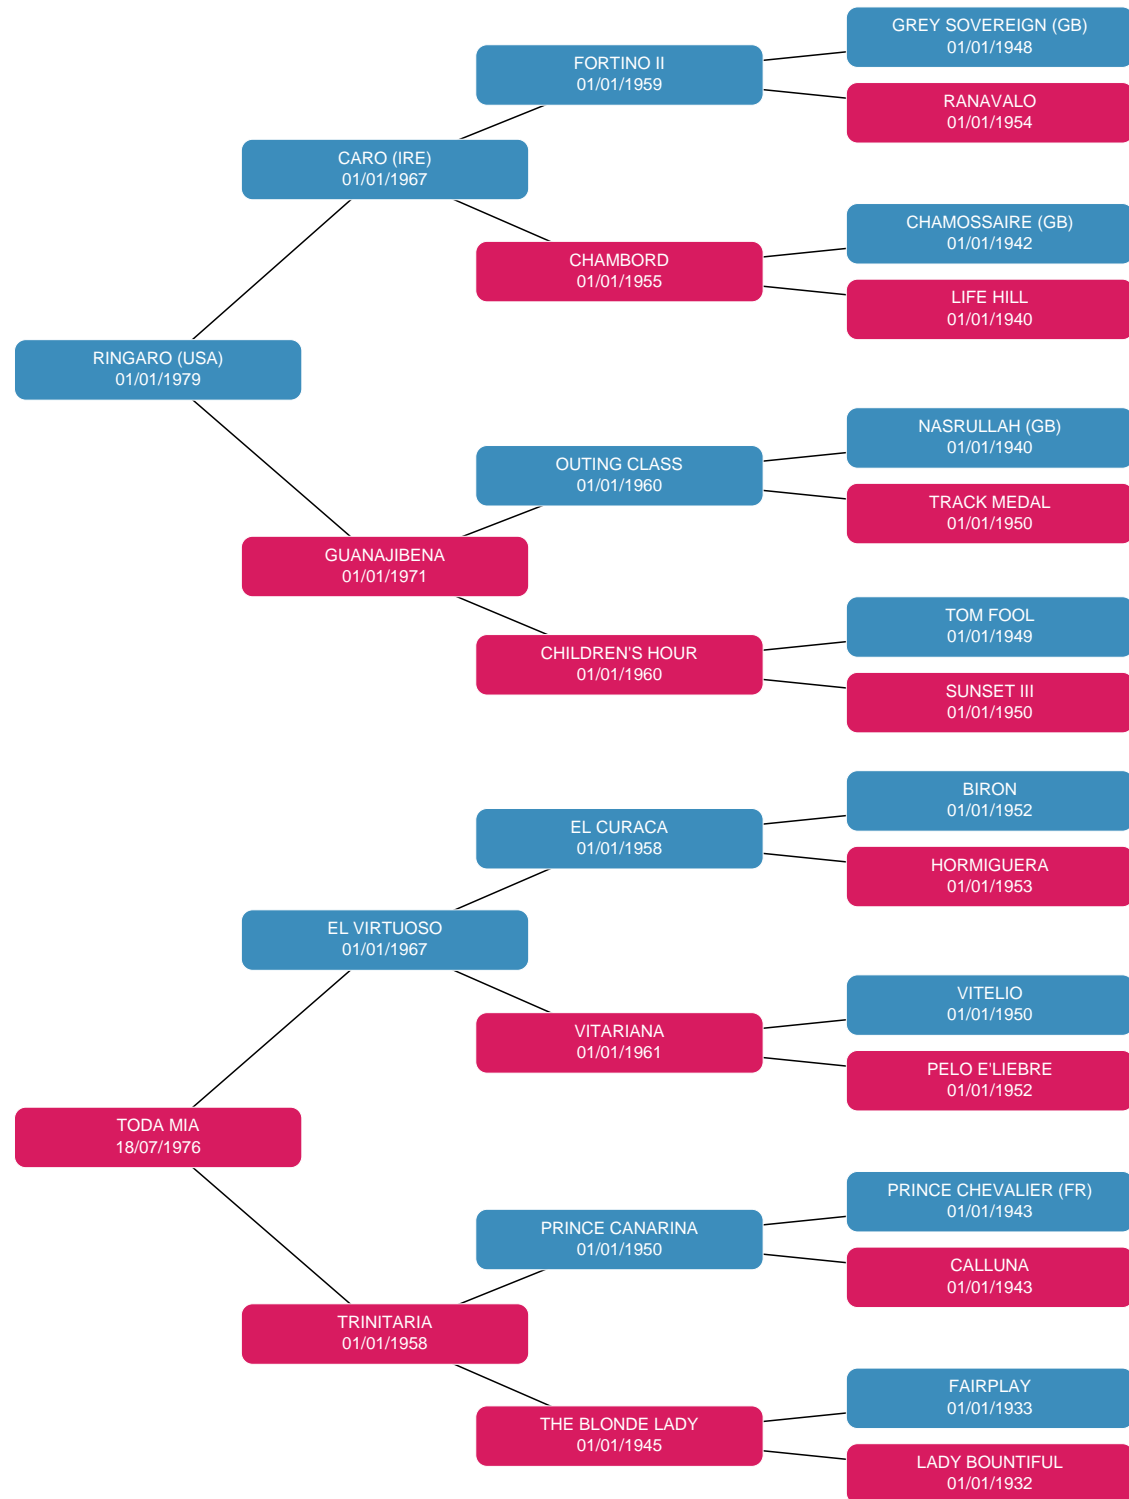 GREY SOVEREIGN (GB)
01/01/1948
FORTINO II
01/01/1959
RANAVALO
01/01/1954
CARO (IRE)
01/01/1967
CHAMOSSAIRE (GB)
01/01/1942
CHAMBORD
01/01/1955
LIFE HILL
01/01/1940
RINGARO (USA)
01/01/1979
NASRULLAH (GB)
01/01/1940
OUTING CLASS
01/01/1960
TRACK MEDAL
01/01/1950
GUANAJIBENA
01/01/1971
TOM FOOL
01/01/1949
CHILDREN'S HOUR
01/01/1960
SUNSET III
01/01/1950
BIRON
01/01/1952
EL CURACA
01/01/1958
HORMIGUERA
01/01/1953
EL VIRTUOSO
01/01/1967
VITELIO
01/01/1950
VITARIANA
01/01/1961
PELO E'LIEBRE
01/01/1952
TODA MIA
18/07/1976
PRINCE CHEVALIER (FR)
01/01/1943
PRINCE CANARINA
01/01/1950
CALLUNA
01/01/1943
TRINITARIA
01/01/1958
FAIRPLAY
01/01/1933
THE BLONDE LADY
01/01/1945
LADY BOUNTIFUL
01/01/1932